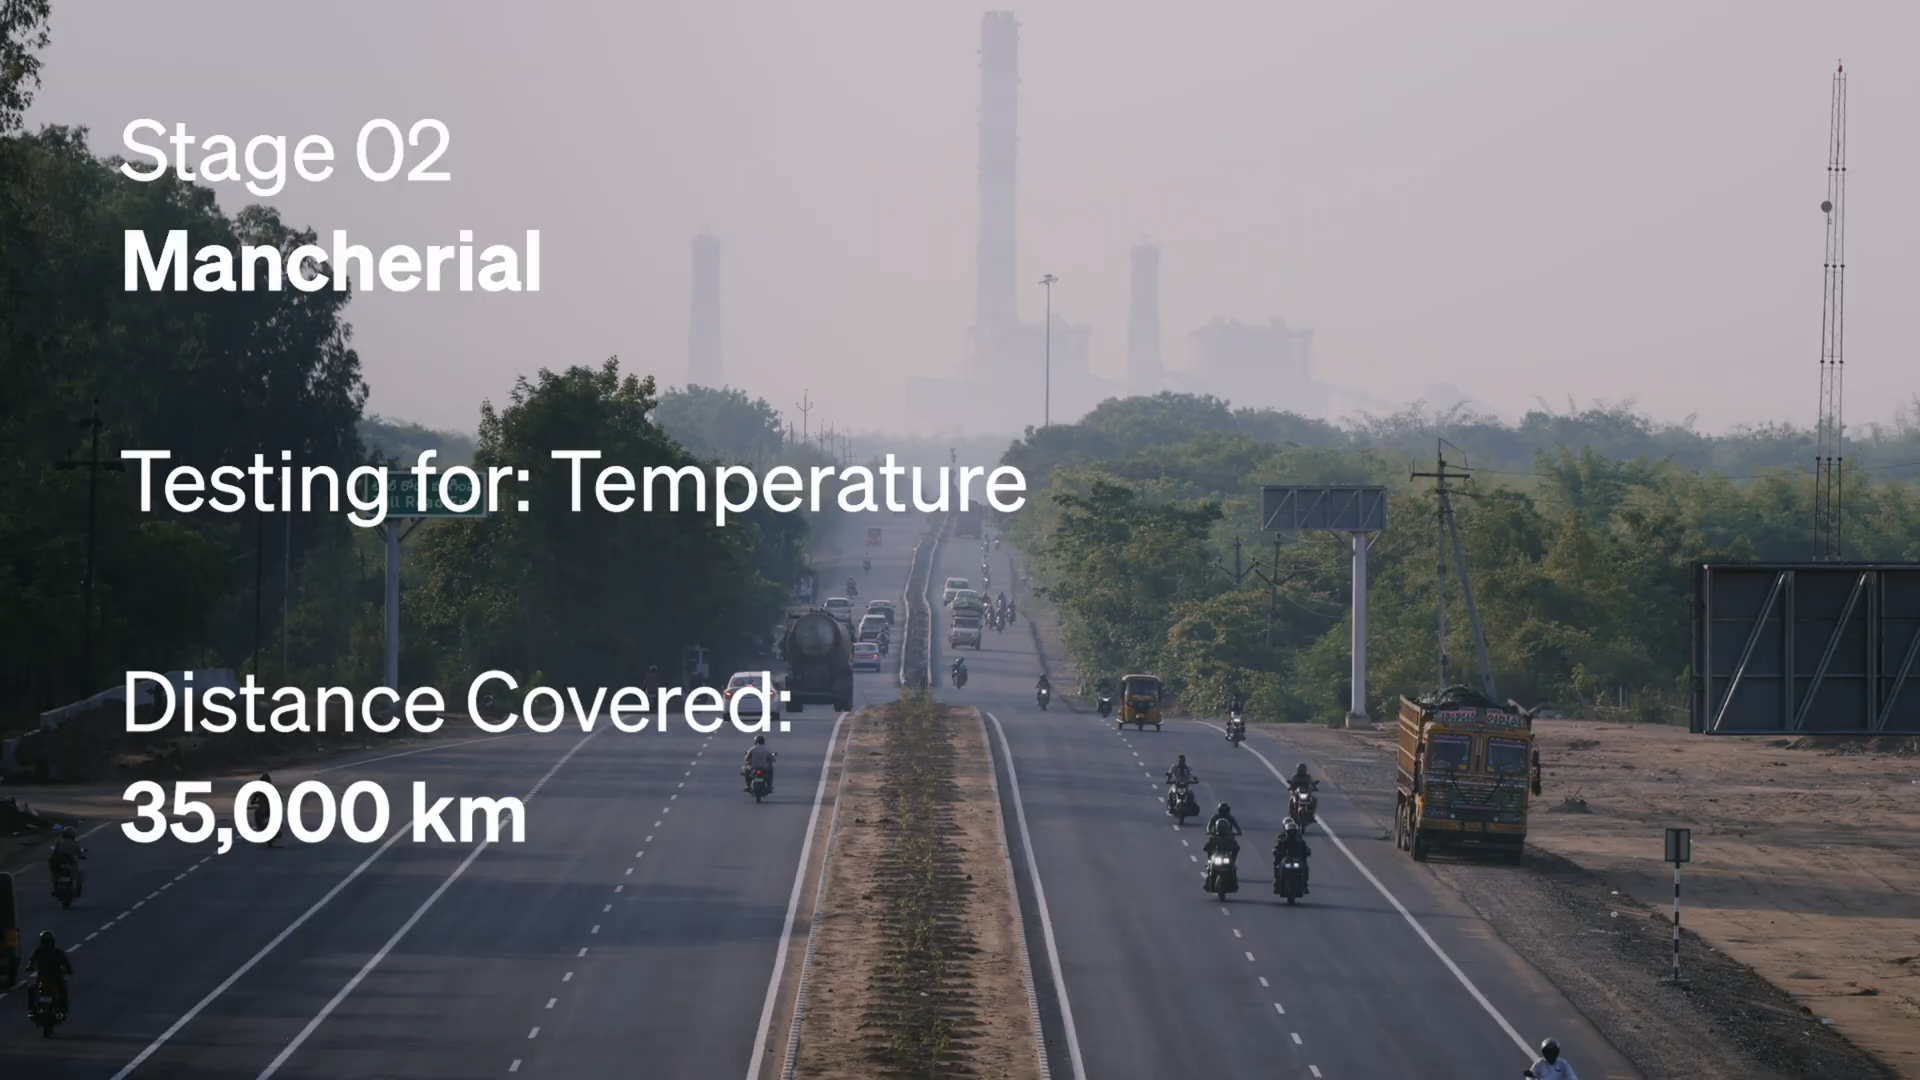 Stage 02
Mancherial
Testing for: Temperature
Distance Covered:
35,000 km